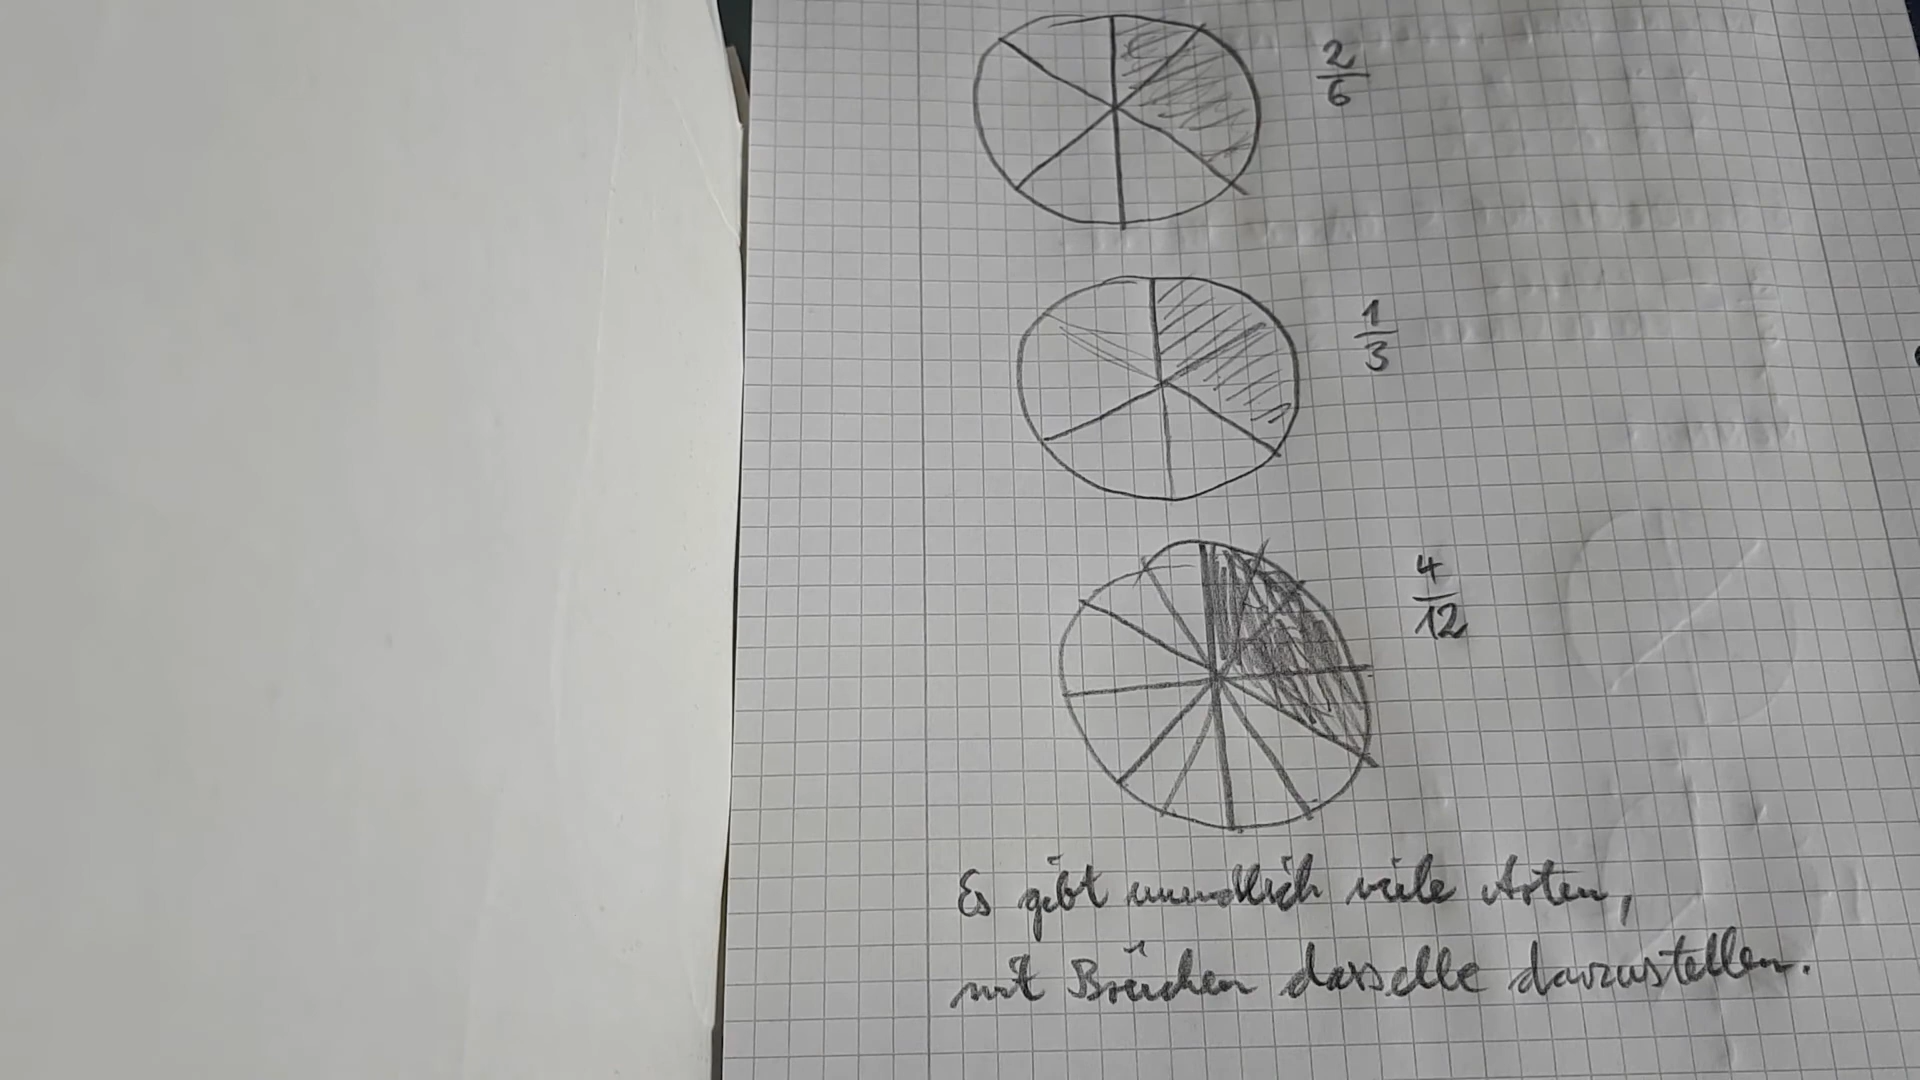 2/6
1/3
4/12
Es gibt unendlich viele Arten,
mit Brüchen dasselbe darzustellen.